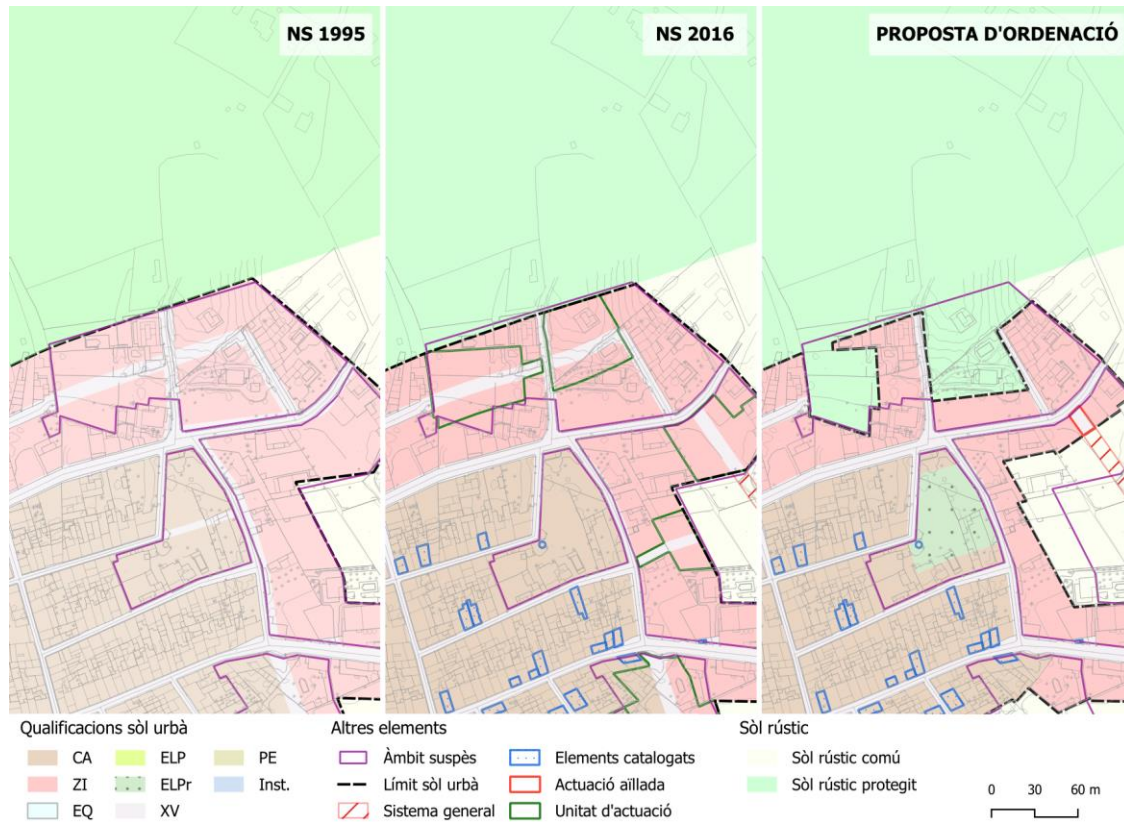 NS 1995
NS 2016
PROPOSTA D'ORDENACIÓ
Qualificacions sòl urbà
CA
ZI
EQ
ELP
ELPr
XV
PE
Inst.
Altres elements
Àmbit suspès
Límit sòl urbà
Sistema general
Elements catalogats
Actuació aïllada
Unitat d'actuació
Sòl rústic
Sòl rústic comú
Sòl rústic protegit
0 30 60 m